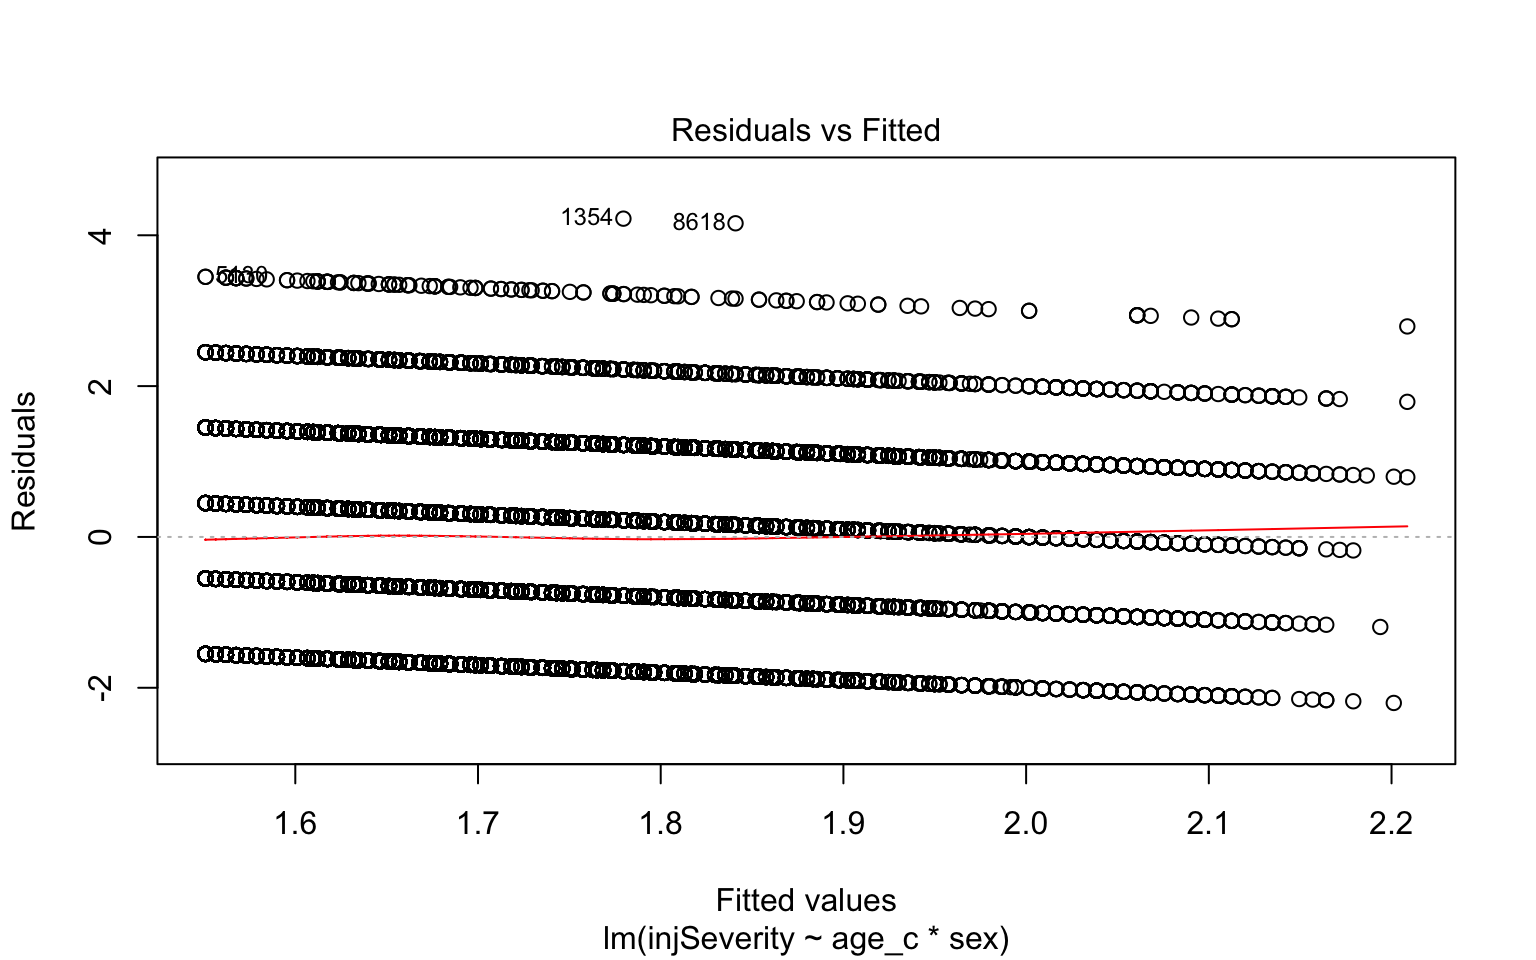 Residuals vs Fitted
Residuals
4
2
0
-2
1354
8618
1.6 1.7 1.8 1.9 2.0 2.1 2.2
Fitted values
lm(injSeverity ~ age_c * sex)